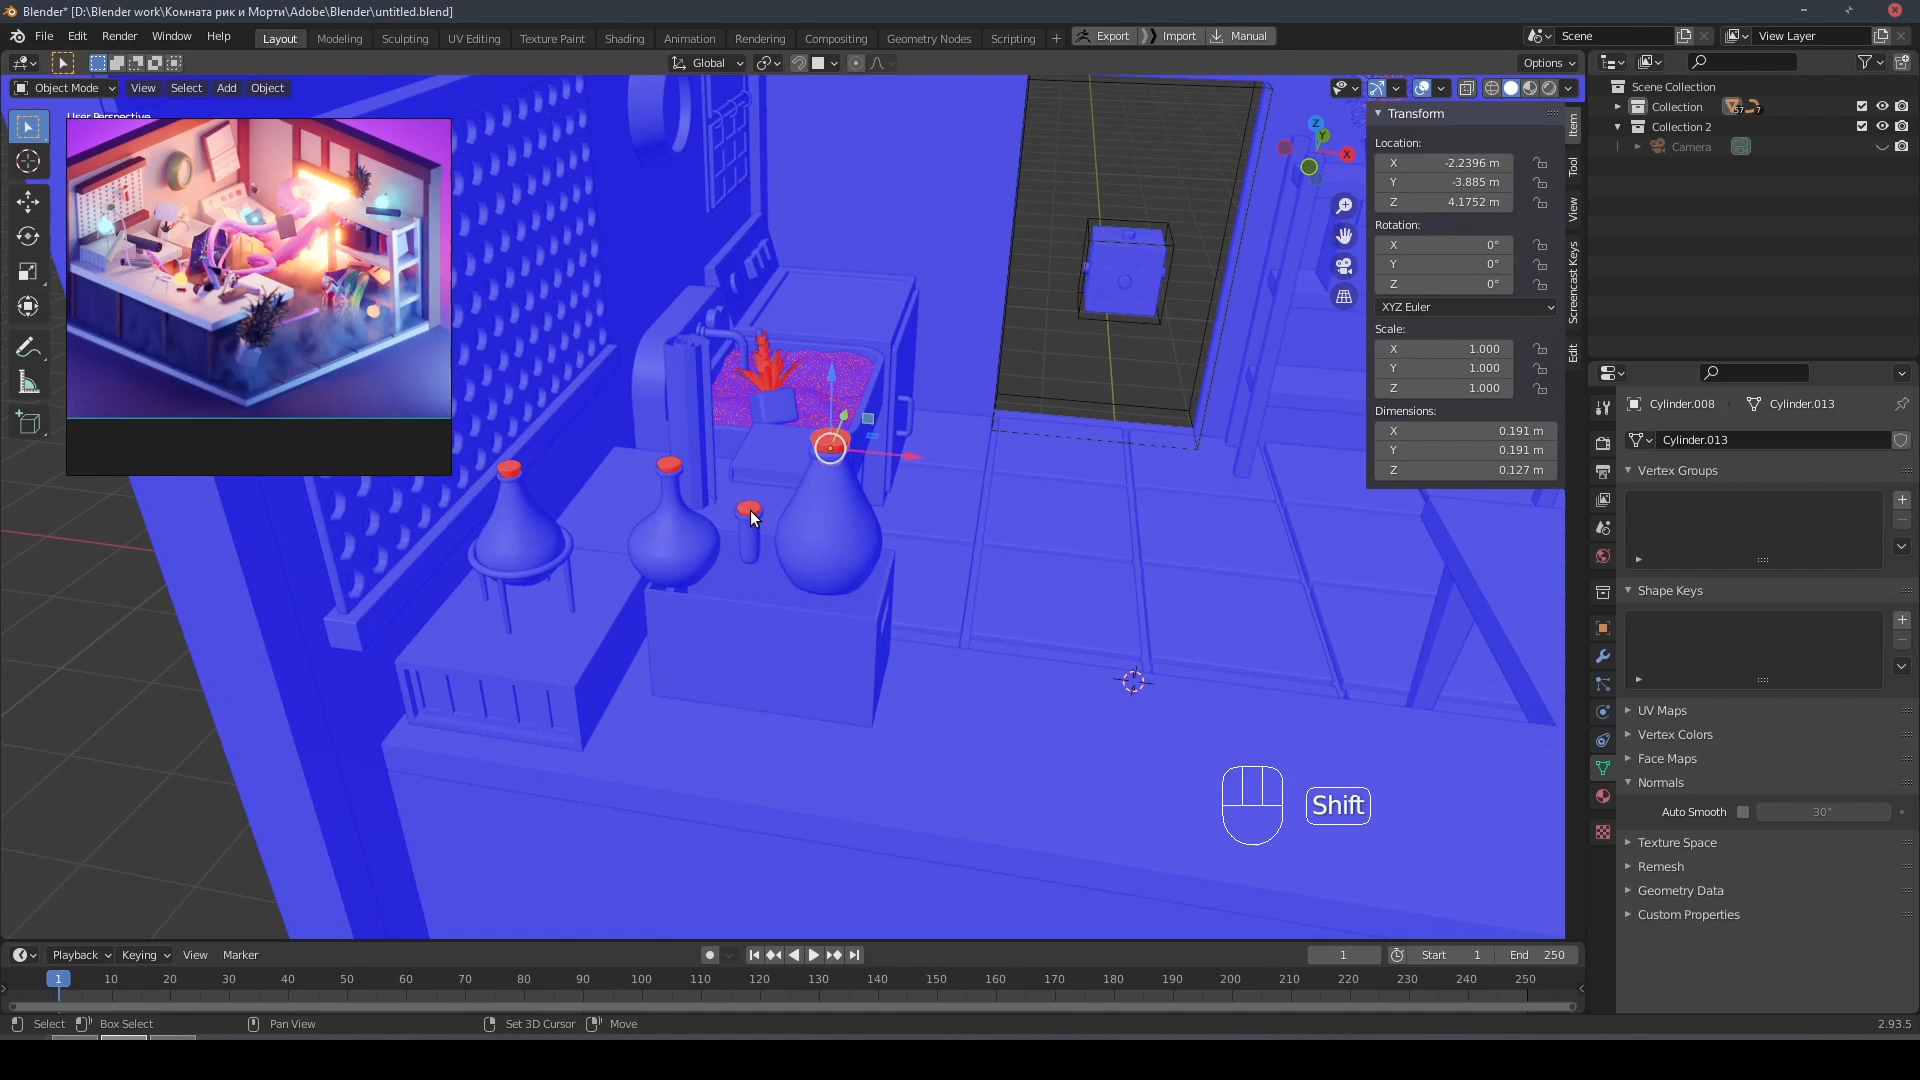 Blender* [D:\Blender work\Комната рик и Морти\Adobe\Blender\untitled.blend]
File Edit Render Window Help
Layout Modeling Sculpting UV Editing Texture Paint Shading Animation Rendering Compositing Geometry Nodes Scripting +
Export Import Manual
Scene View Layer
Global Options
Object Mode View Select Add Object
User Perspective
Transform
Location:
X -2.2396 m
Y -3.885 m
Z 4.1752 m
Rotation:
X 0°
Y 0°
Z 0°
XYZ Euler
Scale:
X 1.000
Y 1.000
Z 1.000
Dimensions:
X 0.191 m
Y 0.191 m
Z 0.127 m
Item
Tool
View
Screencast Keys
Edit
Z
Y
X
Scene Collection
Collection 57 7
Collection 2
Camera
Cylinder.008 Cylinder.013
Cylinder.013
Vertex Groups
Shape Keys
UV Maps
Vertex Colors
Face Maps
Normals
Auto Smooth 30°
Texture Space
Remesh
Geometry Data
Custom Properties
Shift
Playback Keying View Marker
1 Start 1 End 250
1 10 20 30 40 50 60 70 80 90 100 110 120 130 140 150 160 170 180 190 200 210 220 230 240 250
Select Box Select Pan View Set 3D Cursor Move 2.93.5